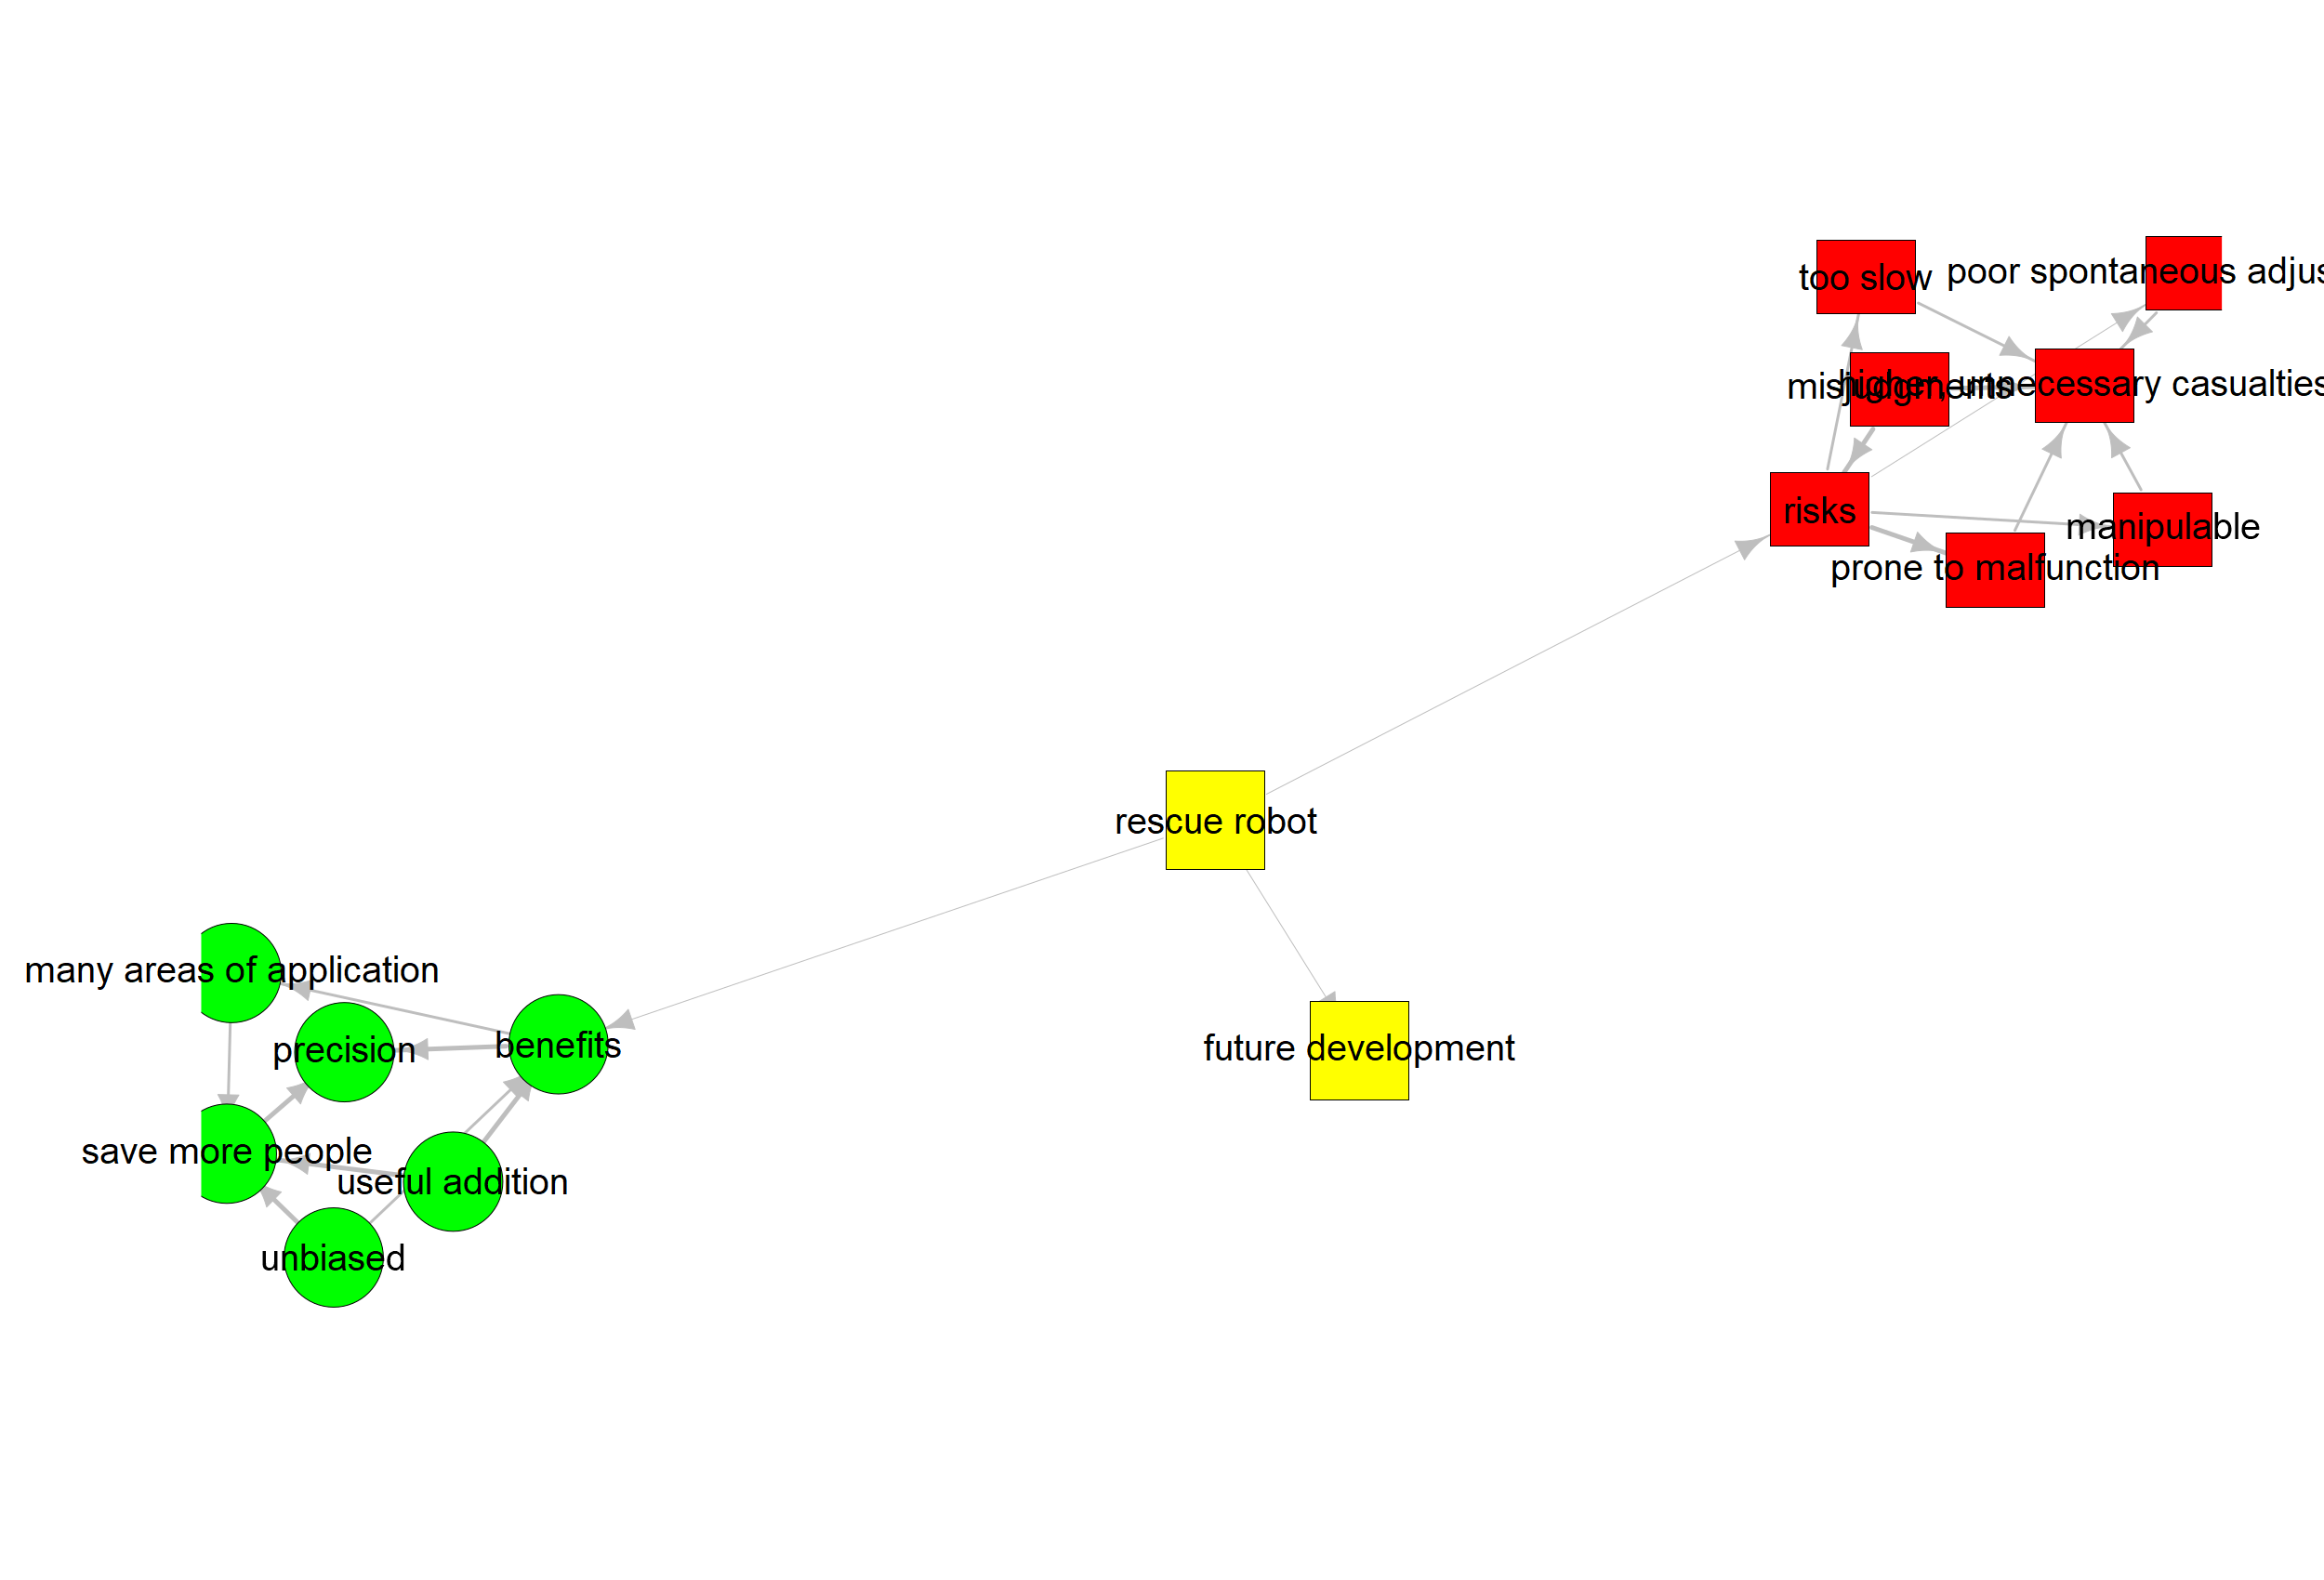 poor spontaneous adjus
too slow
higher, unnecessary casualties
misjudgments
risks
manipulable
prone to malfunction
rescue robot
many areas of application
benefits
precision
future development
save more people
useful addition
unbiased